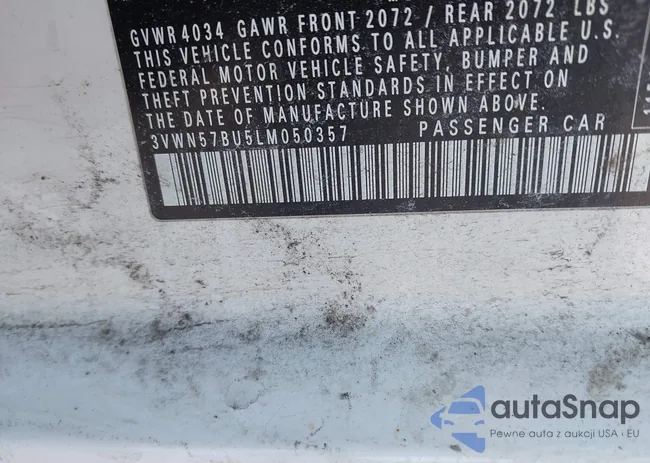 GVWR 4034 GAWR FRONT 2072 / REAR 2072 LBS
THIS VEHICLE CONFORMS TO ALL APPLICABLE U.S.
FEDERAL MOTOR VEHICLE SAFETY, BUMPER AND
THEFT PREVENTION STANDARDS IN EFFECT ON
THE DATE OF MANUFACTURE SHOWN ABOVE.
3VWN57BU5LM050357 PASSENGER CAR
autaSnap
Pewne auta z aukcji USA i EU